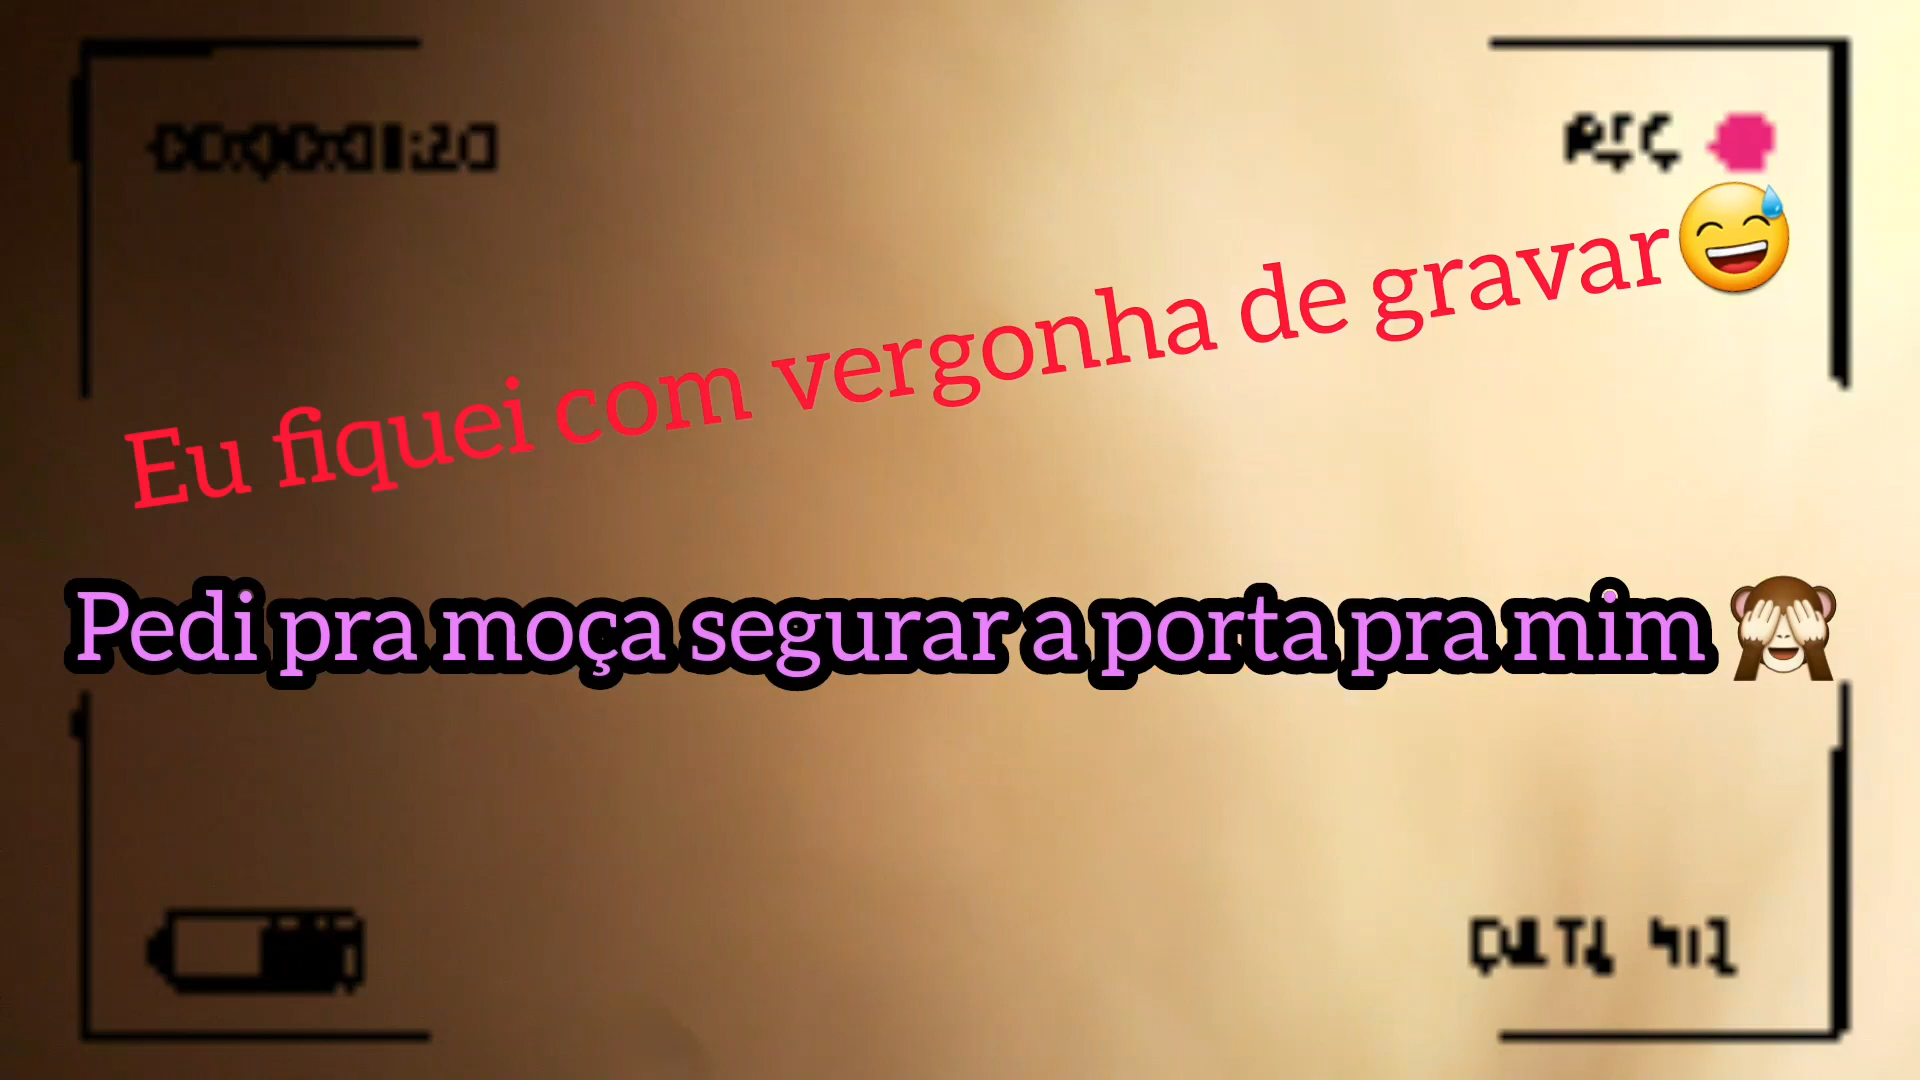 REC
Eu fiquei com vergonha de gravar😅
Pedi pra moça segurar a porta pra mim 🙈